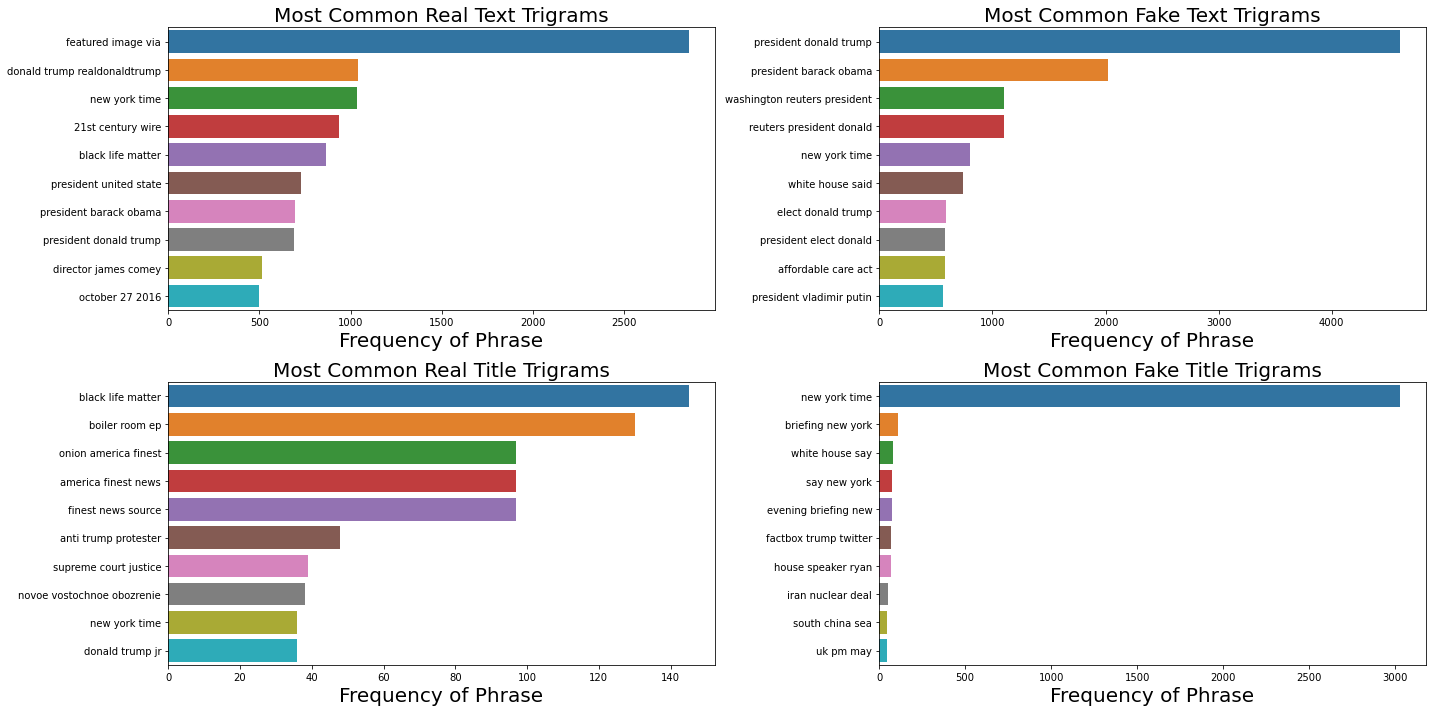 Most Common Real Text Trigrams
featured image via
donald trump realdonaldtrump
new york time
21st century wire
black life matter
president united state
president barack obama
president donald trump
director james comey
october 27 2016
0 500 1000 1500 2000 2500
Frequency of Phrase
Most Common Fake Text Trigrams
president donald trump
president barack obama
washington reuters president
reuters president donald
new york time
white house said
elect donald trump
president elect donald
affordable care act
president vladimir putin
0 1000 2000 3000 4000
Frequency of Phrase
Most Common Real Title Trigrams
black life matter
boiler room ep
onion america finest
america finest news
finest news source
anti trump protester
supreme court justice
novoe vostochnoe obozrenie
new york time
donald trump jr
0 20 40 60 80 100 120 140
Frequency of Phrase
Most Common Fake Title Trigrams
new york time
briefing new york
white house say
say new york
evening briefing new
factbox trump twitter
house speaker ryan
iran nuclear deal
south china sea
uk pm may
0 500 1000 1500 2000 2500 3000
Frequency of Phrase